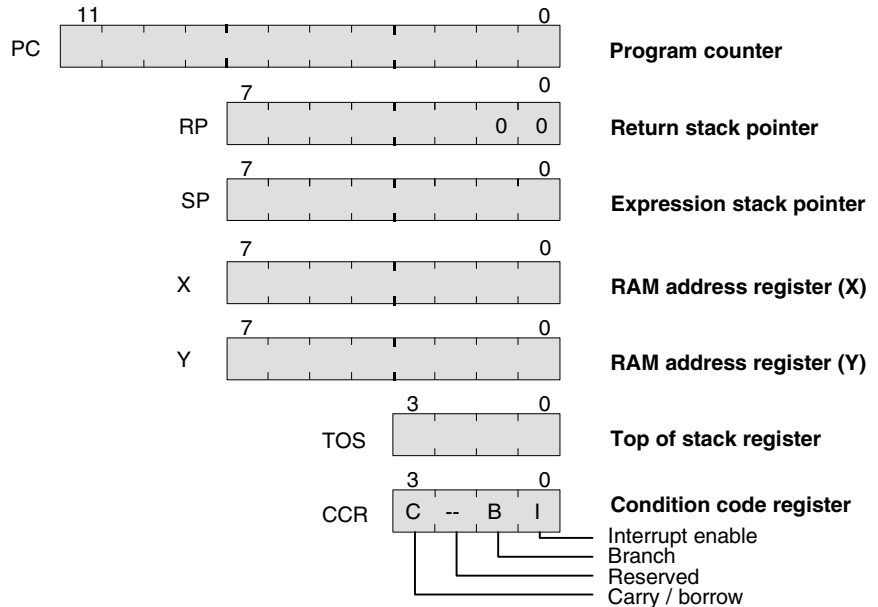 11 0
PC Program counter
7 0
RP 0 0 Return stack pointer
7 0
SP Expression stack pointer
7 0
X RAM address register (X)
7 0
Y RAM address register (Y)
3 0
TOS Top of stack register
3 0
CCR C -- B I Condition code register
Interrupt enable
Branch
Reserved
Carry / borrow